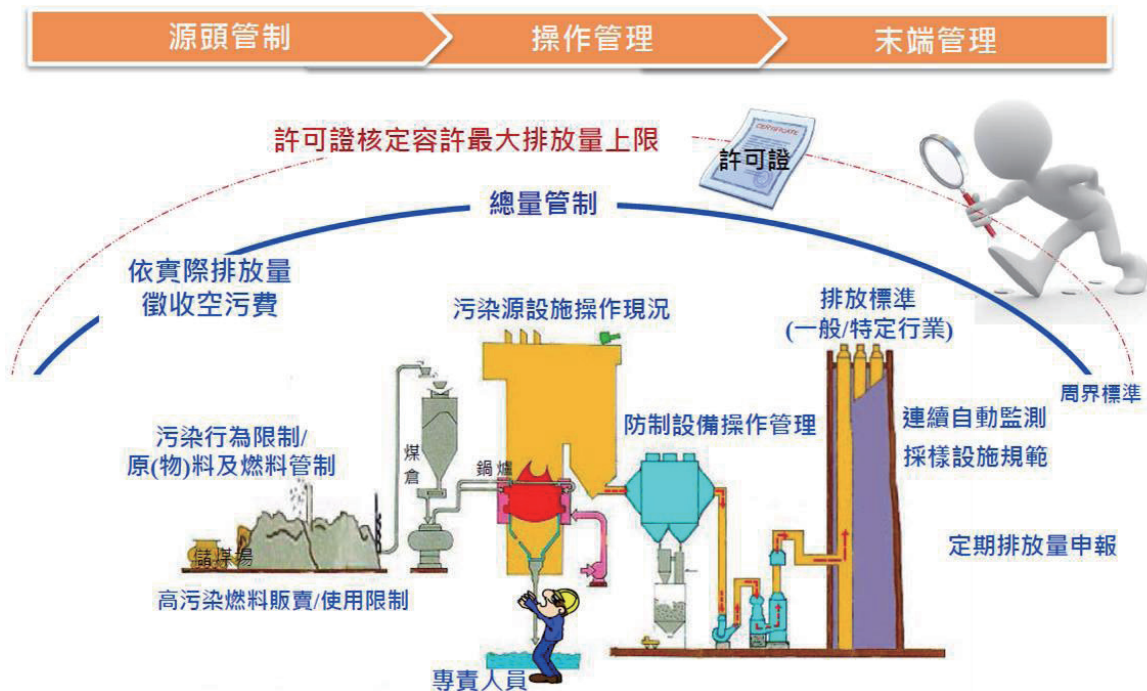 源頭管制
操作管理
末端管理
許可證核定容許最大排放量上限
CERTIFICATE
許可證
總量管制
依實際排放量
徵收空污費
污染源設施操作現況
排放標準
(一般/特定行業)
周界標準
污染行為限制/
原(物)料及燃料管制
煤倉
鍋爐
防制設備操作管理
連續自動監測
採樣設施規範
儲煤場
定期排放量申報
高污染燃料販賣/使用限制
專責人員